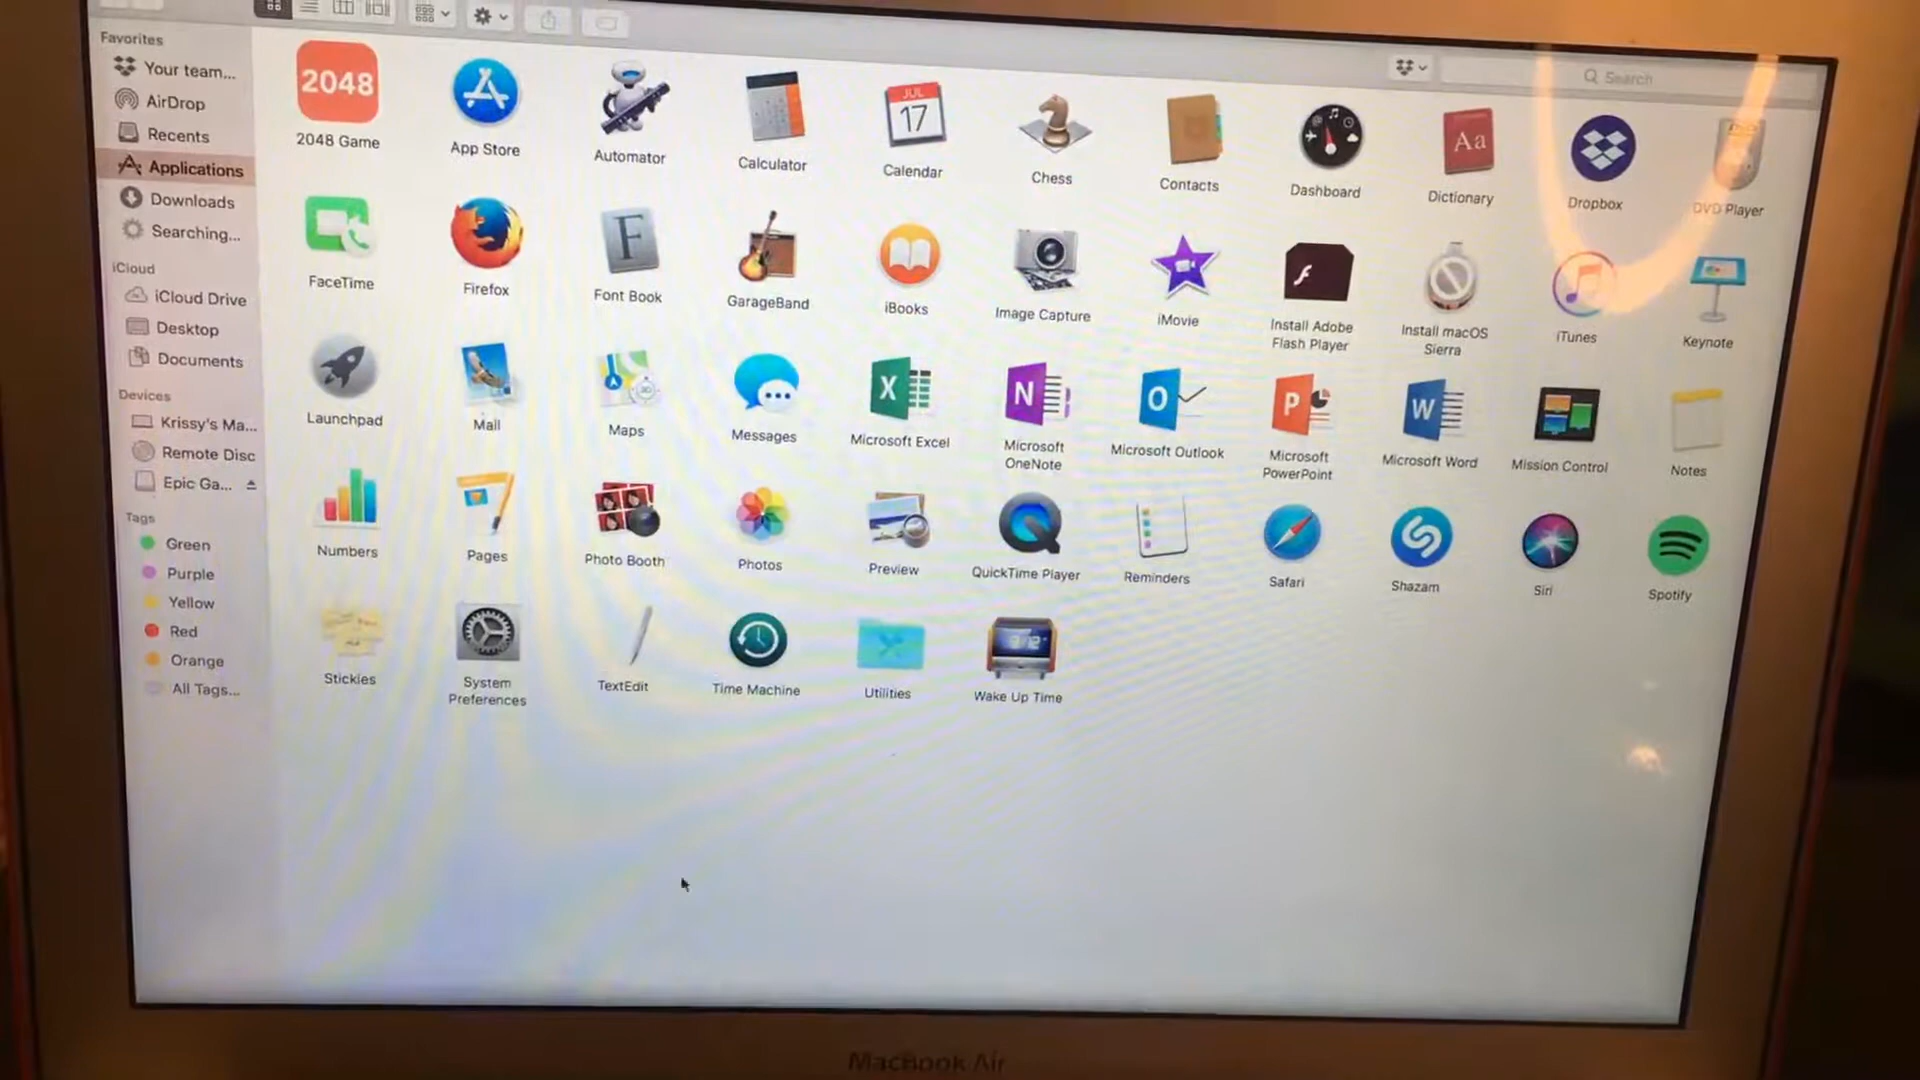 Favorites
Your team...
AirDrop
Recents
Applications
Downloads
Searching...
iCloud
iCloud Drive
Desktop
Documents
Devices
Krissy's Ma...
Remote Disc
Epic Ga...
Tags
Green
Purple
Yellow
Red
Orange
All Tags...
Search
2048
JUL
17
Aa
2048 Game
App Store
Automator
Calculator
Calendar
Chess
Contacts
Dashboard
Dictionary
Dropbox
DVD Player
F
FaceTime
Firefox
Font Book
GarageBand
iBooks
Image Capture
iMovie
Install Adobe
Flash Player
Install macOS
Sierra
iTunes
Keynote
X
N
O
P
W
Launchpad
Mail
Maps
Messages
Microsoft Excel
Microsoft
OneNote
Microsoft Outlook
Microsoft
PowerPoint
Microsoft Word
Mission Control
Notes
Numbers
Pages
Photo Booth
Photos
Preview
QuickTime Player
Reminders
Safari
Shazam
Siri
Spotify
9:12
Stickies
System
Preferences
TextEdit
Time Machine
Utilities
Wake Up Time
MacBook Air